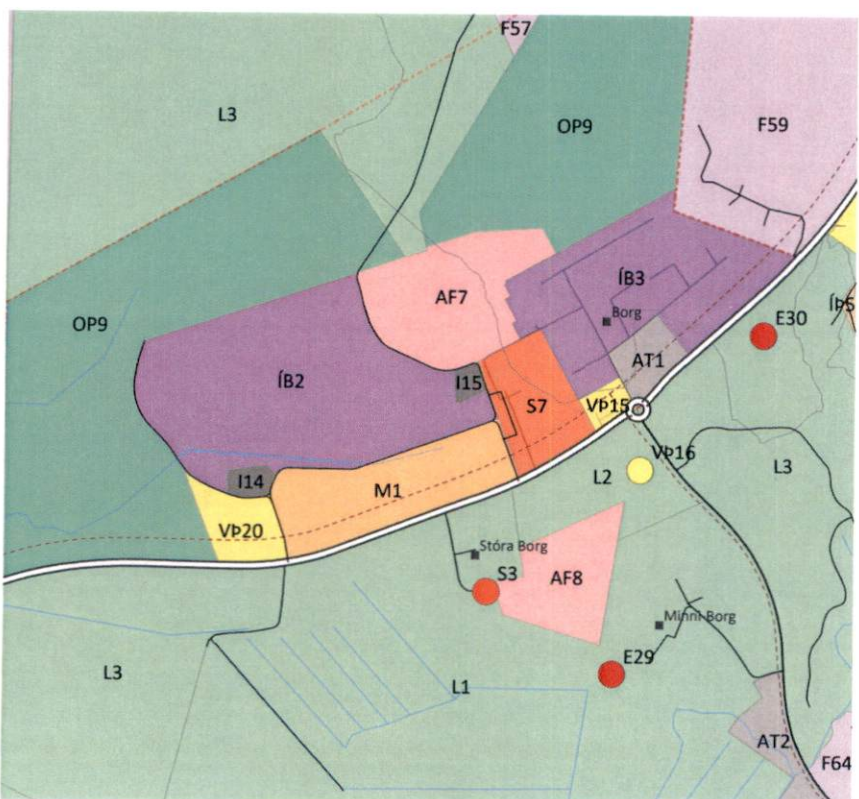 F57
L3
OP9
F59
ÍB3
AF7
Borg
ÍÞ5
E30
OP9
AT1
ÍB2
I15
S7
VÞ15
VÞ16
L3
L2
I14
M1
VÞ20
Stóra Borg
S3
AF8
Minni-Borg
E29
L3
L1
AT2
F64